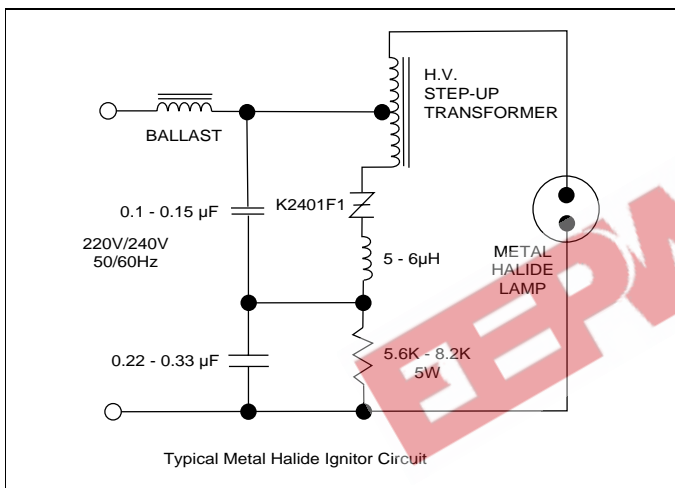 H.V.
STEP-UP
TRANSFORMER
BALLAST
0.1 - 0.15 µF
K2401F1
220V/240V
50/60Hz
5 - 6µH
METAL
HALIDE
LAMP
0.22 - 0.33 µF
5.6K - 8.2K
5W
Typical Metal Halide Ignitor Circuit